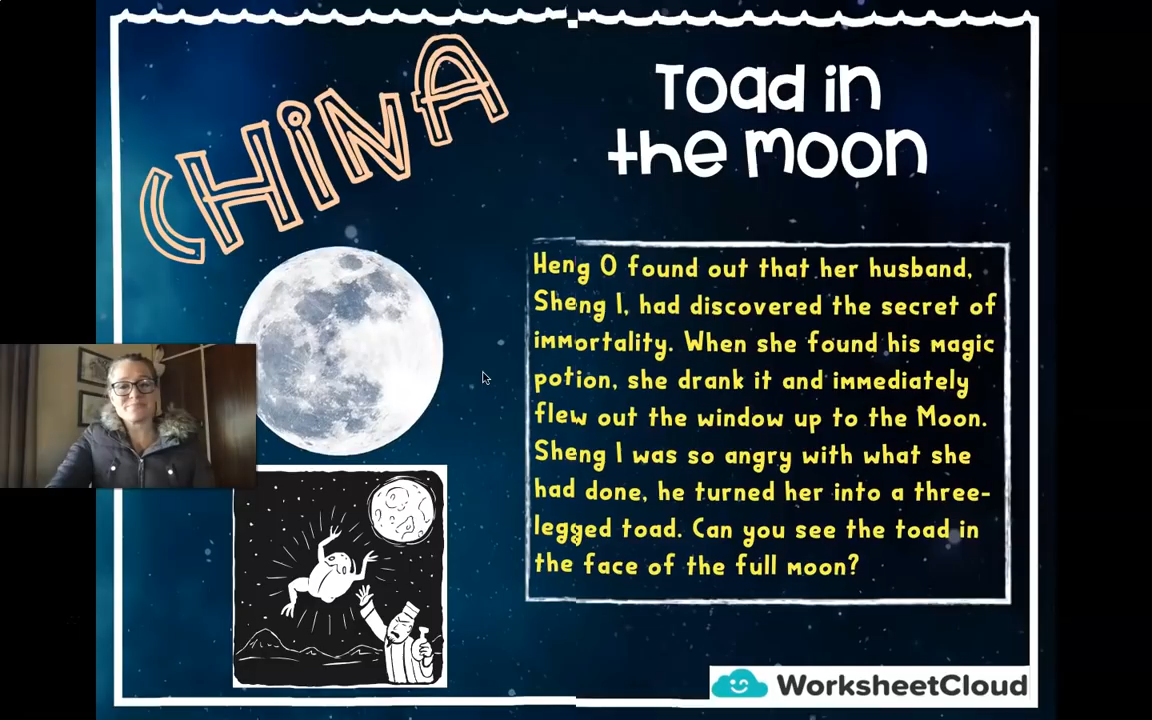 CHINA
Toad in
the moon
Heng O found out that her husband,
Sheng I, had discovered the secret of
immortality. When she found his magic
potion, she drank it and immediately
flew out the window up to the Moon.
Sheng I was so angry with what she
had done, he turned her into a three-
legged toad. Can you see the toad in
the face of the full moon?
WorksheetCloud